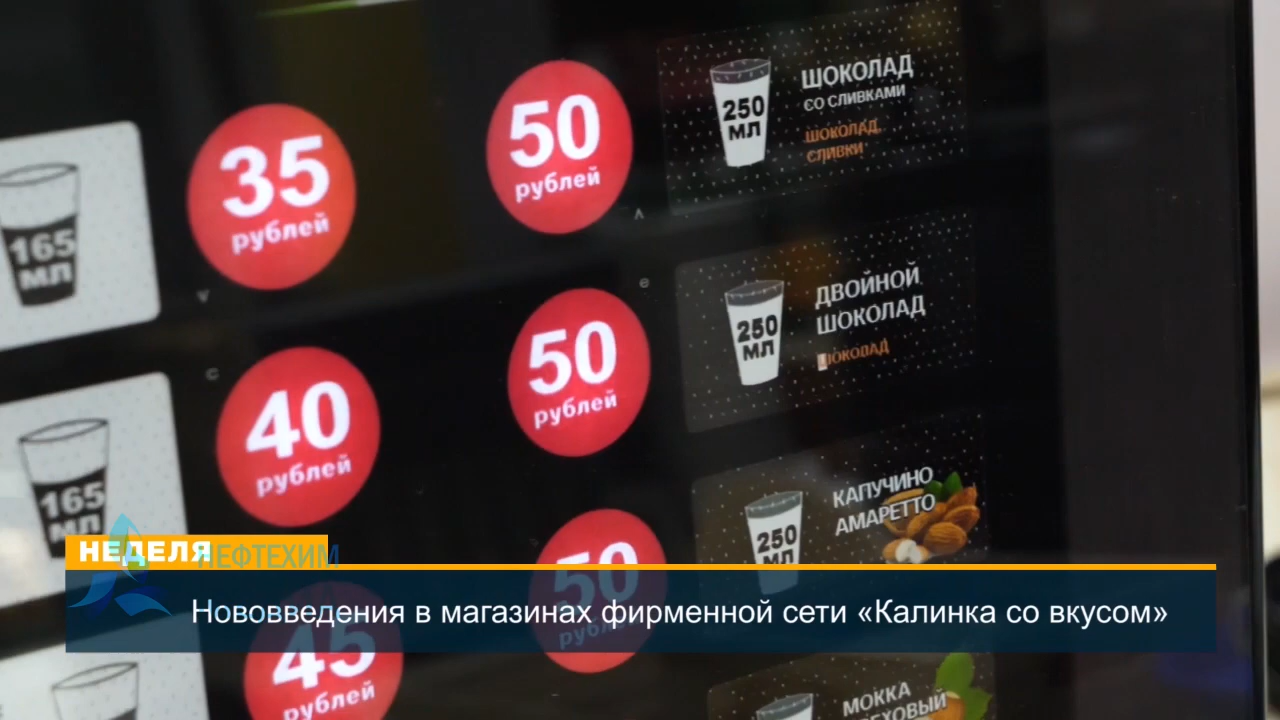 35
рублей
165
МЛ
50
рублей
250
МЛ
ШОКОЛАД
СО СЛИВКАМИ
ШОКОЛАД,
СЛИВКИ
40
рублей
165
МЛ
50
рублей
250
МЛ
ДВОЙНОЙ
ШОКОЛАД
ШОКОЛАД
50
рублей
250
МЛ
КАПУЧИНО
АМАРЕТТО
НЕДЕЛЯ
НЕФТЕХИМ
Нововведения в магазинах фирменной сети «Калинка со вкусом»
45
рублей
МОККА